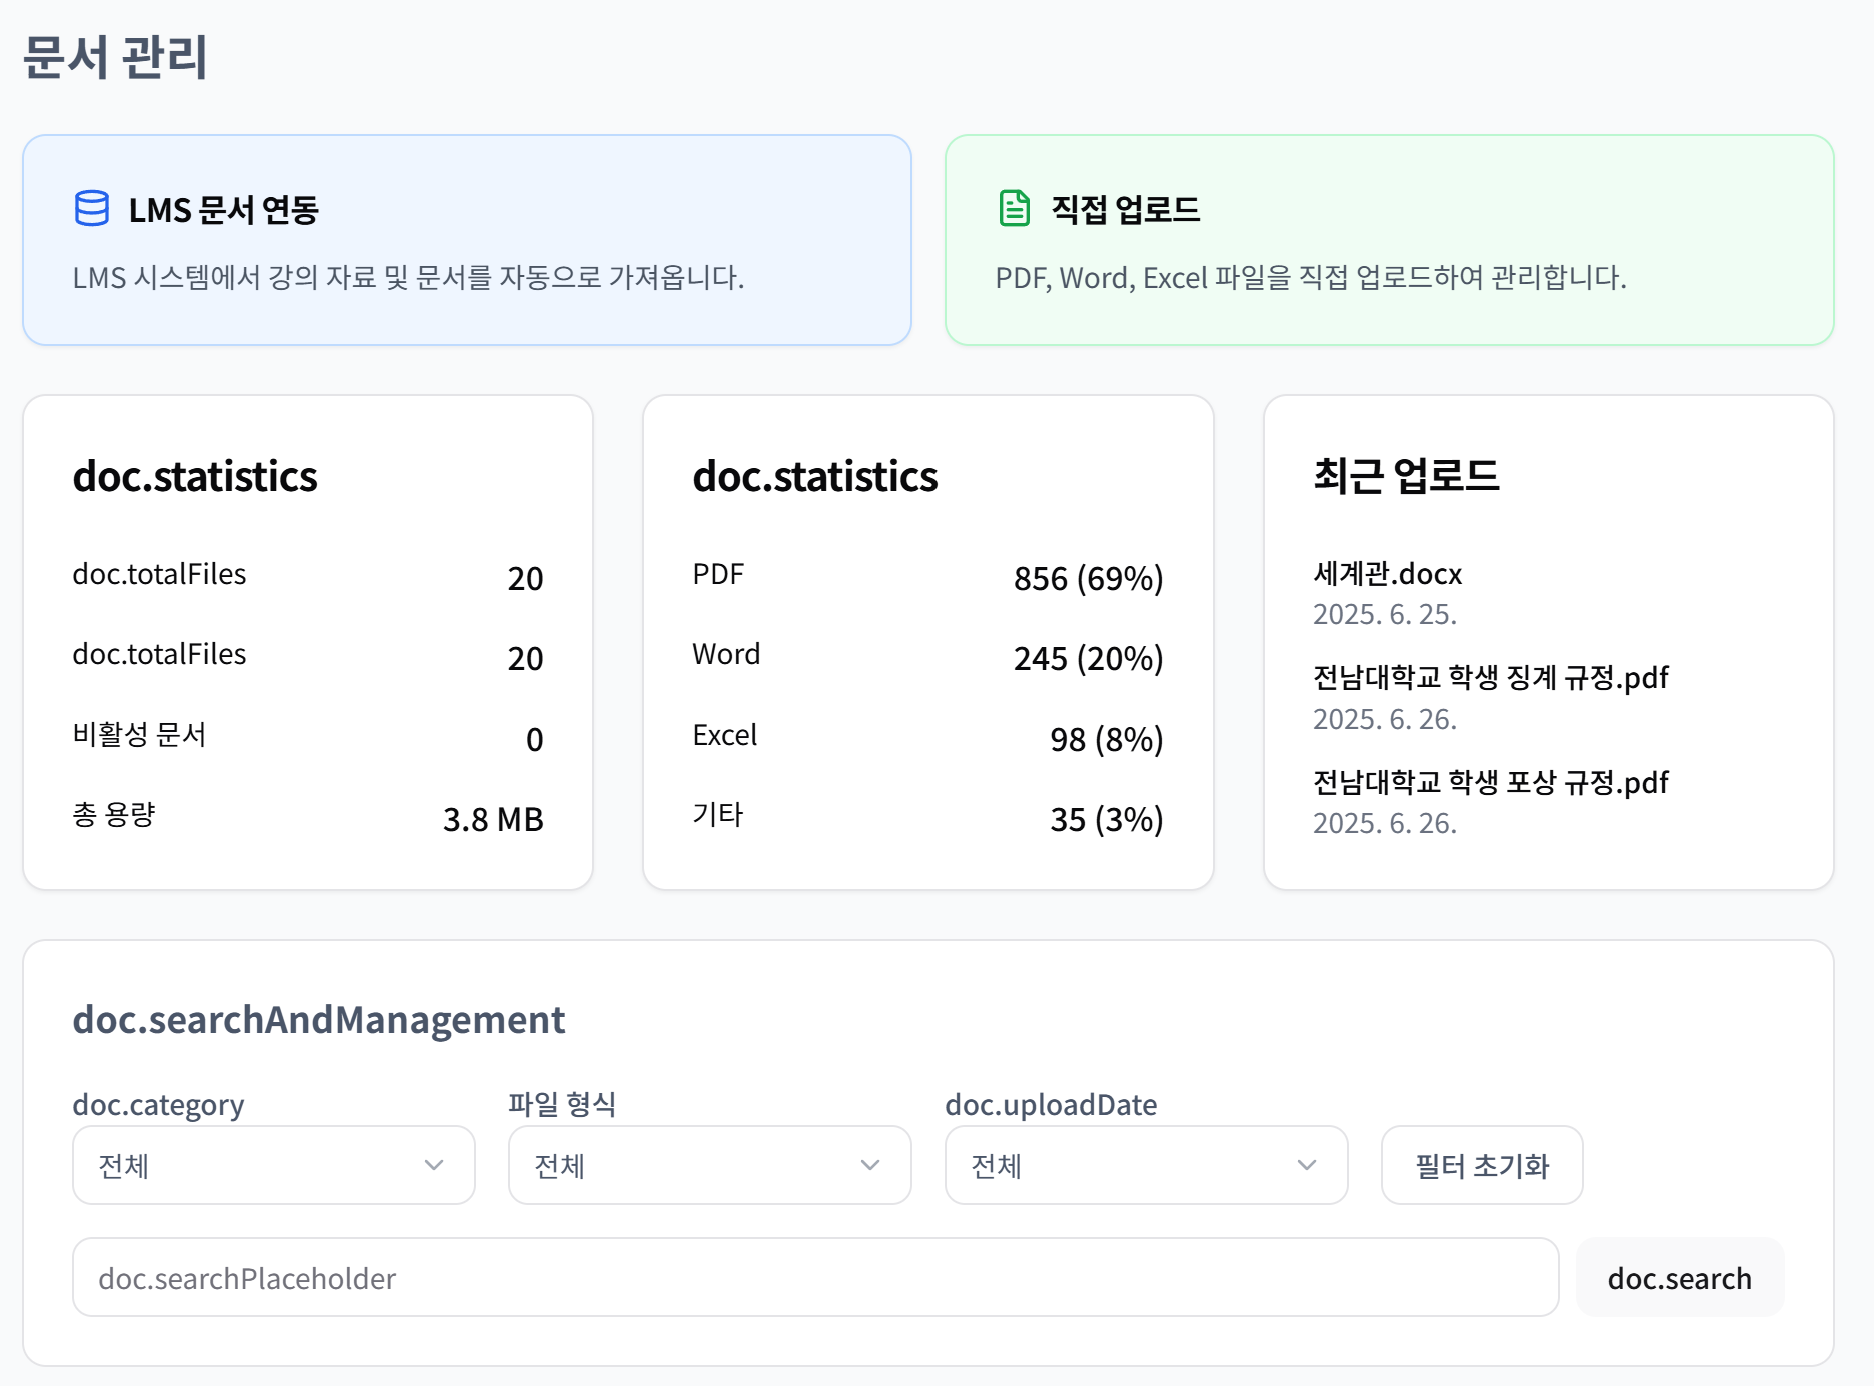 문서 관리
LMS 문서 연동
LMS 시스템에서 강의 자료 및 문서를 자동으로 가져옵니다.
직접 업로드
PDF, Word, Excel 파일을 직접 업로드하여 관리합니다.
doc.statistics
doc.totalFiles 20
doc.totalFiles 20
비활성 문서 0
총 용량 3.8 MB
doc.statistics
PDF 856 (69%)
Word 245 (20%)
Excel 98 (8%)
기타 35 (3%)
최근 업로드
세계관.docx
2025. 6. 25.
전남대학교 학생 징계 규정.pdf
2025. 6. 26.
전남대학교 학생 포상 규정.pdf
2025. 6. 26.
doc.searchAndManagement
doc.category 파일 형식 doc.uploadDate
전체 전체 전체 필터 초기화
doc.searchPlaceholder doc.search